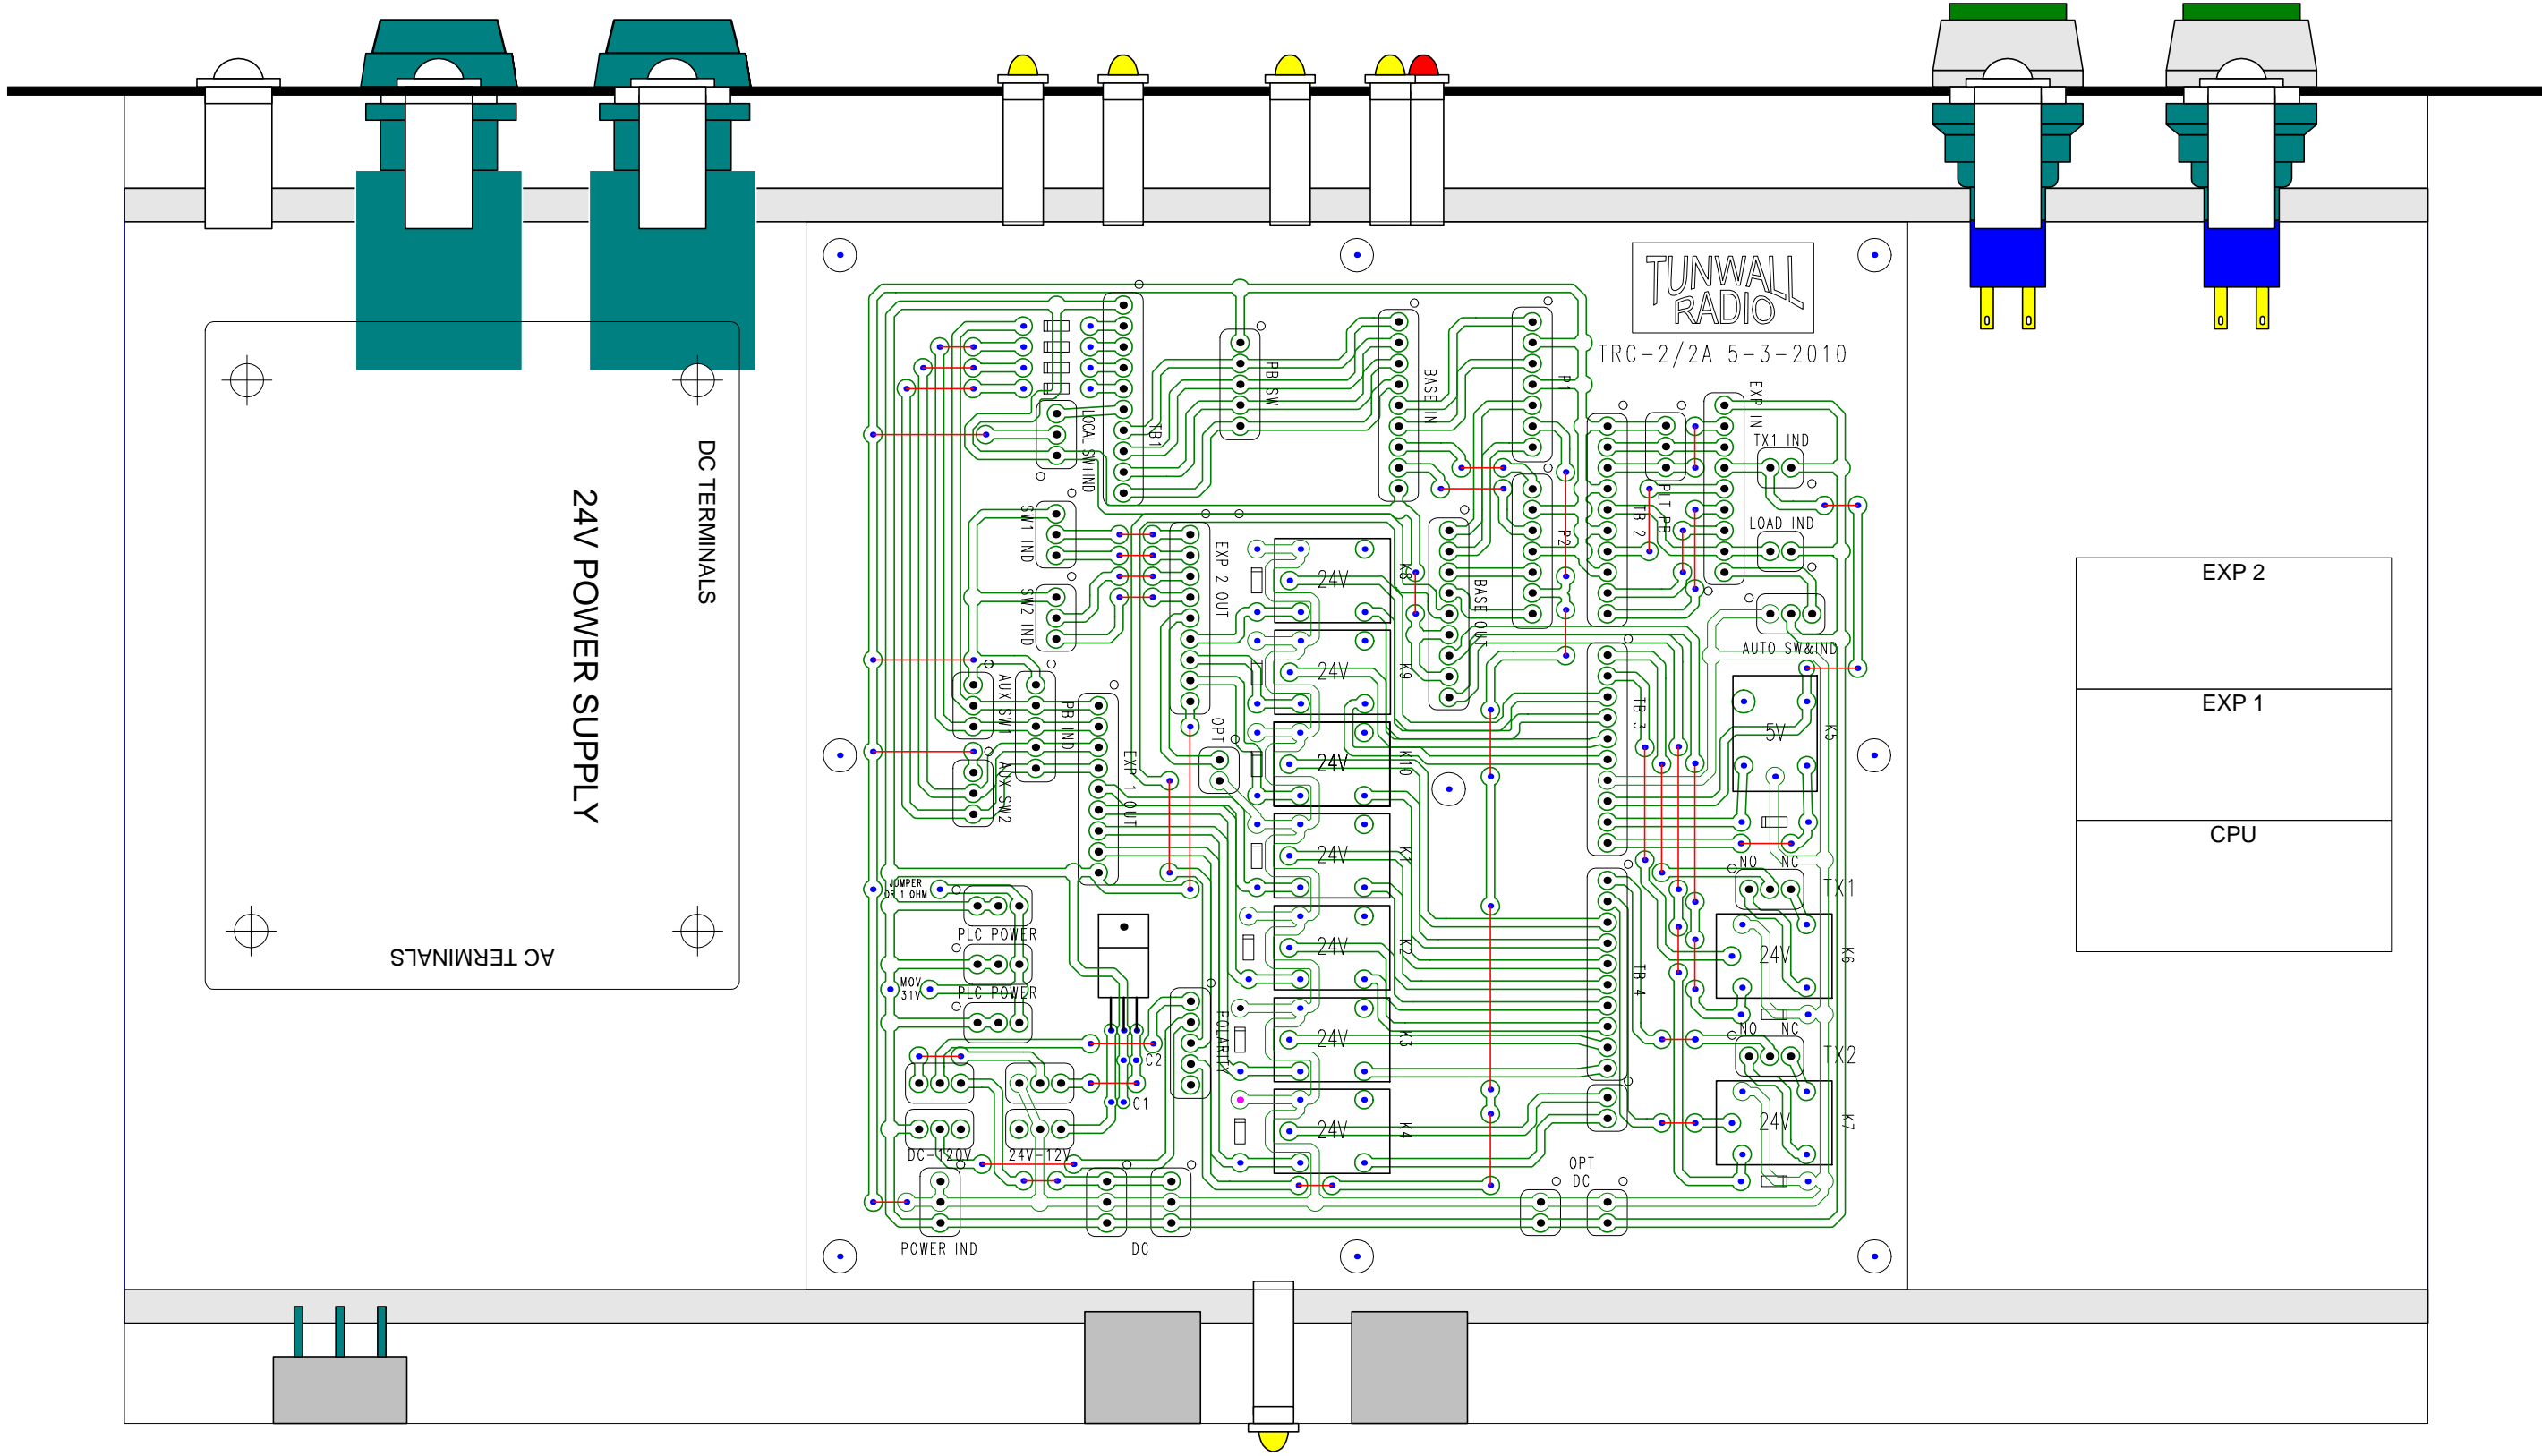 TUNWALL
RADIO
TRC-2/2A 5-3-2010
DC TERMINALS
24V POWER SUPPLY
AC TERMINALS
LOCAL SW+IND
TB1
PB SW
BASE IN
P1
EXP IN
TX1 IND
PLT PB
TB 2
LOAD IND
AUTO SW&IND
SW1 IND
SW2 IND
EXP 2 OUT
24V
K8
BASE OUT
P2
24V
K9
AUX SW1
PB IND
AUX SW2
EXP 1 OUT
OPT
24V
K10
TB 3
5V
K5
24V
K1
NO NC
TX1
JUMPER
OR 1 OHM
PLC POWER
24V
K2
TB 4
24V
K6
MOV
31V
PLC POWER
POLARITY
24V
K3
NO NC
TX2
C2
C1
24V
K4
24V
K7
DC-120V
24V-12V
OPT
DC
POWER IND
DC
EXP 2
EXP 1
CPU
0
0
0
0